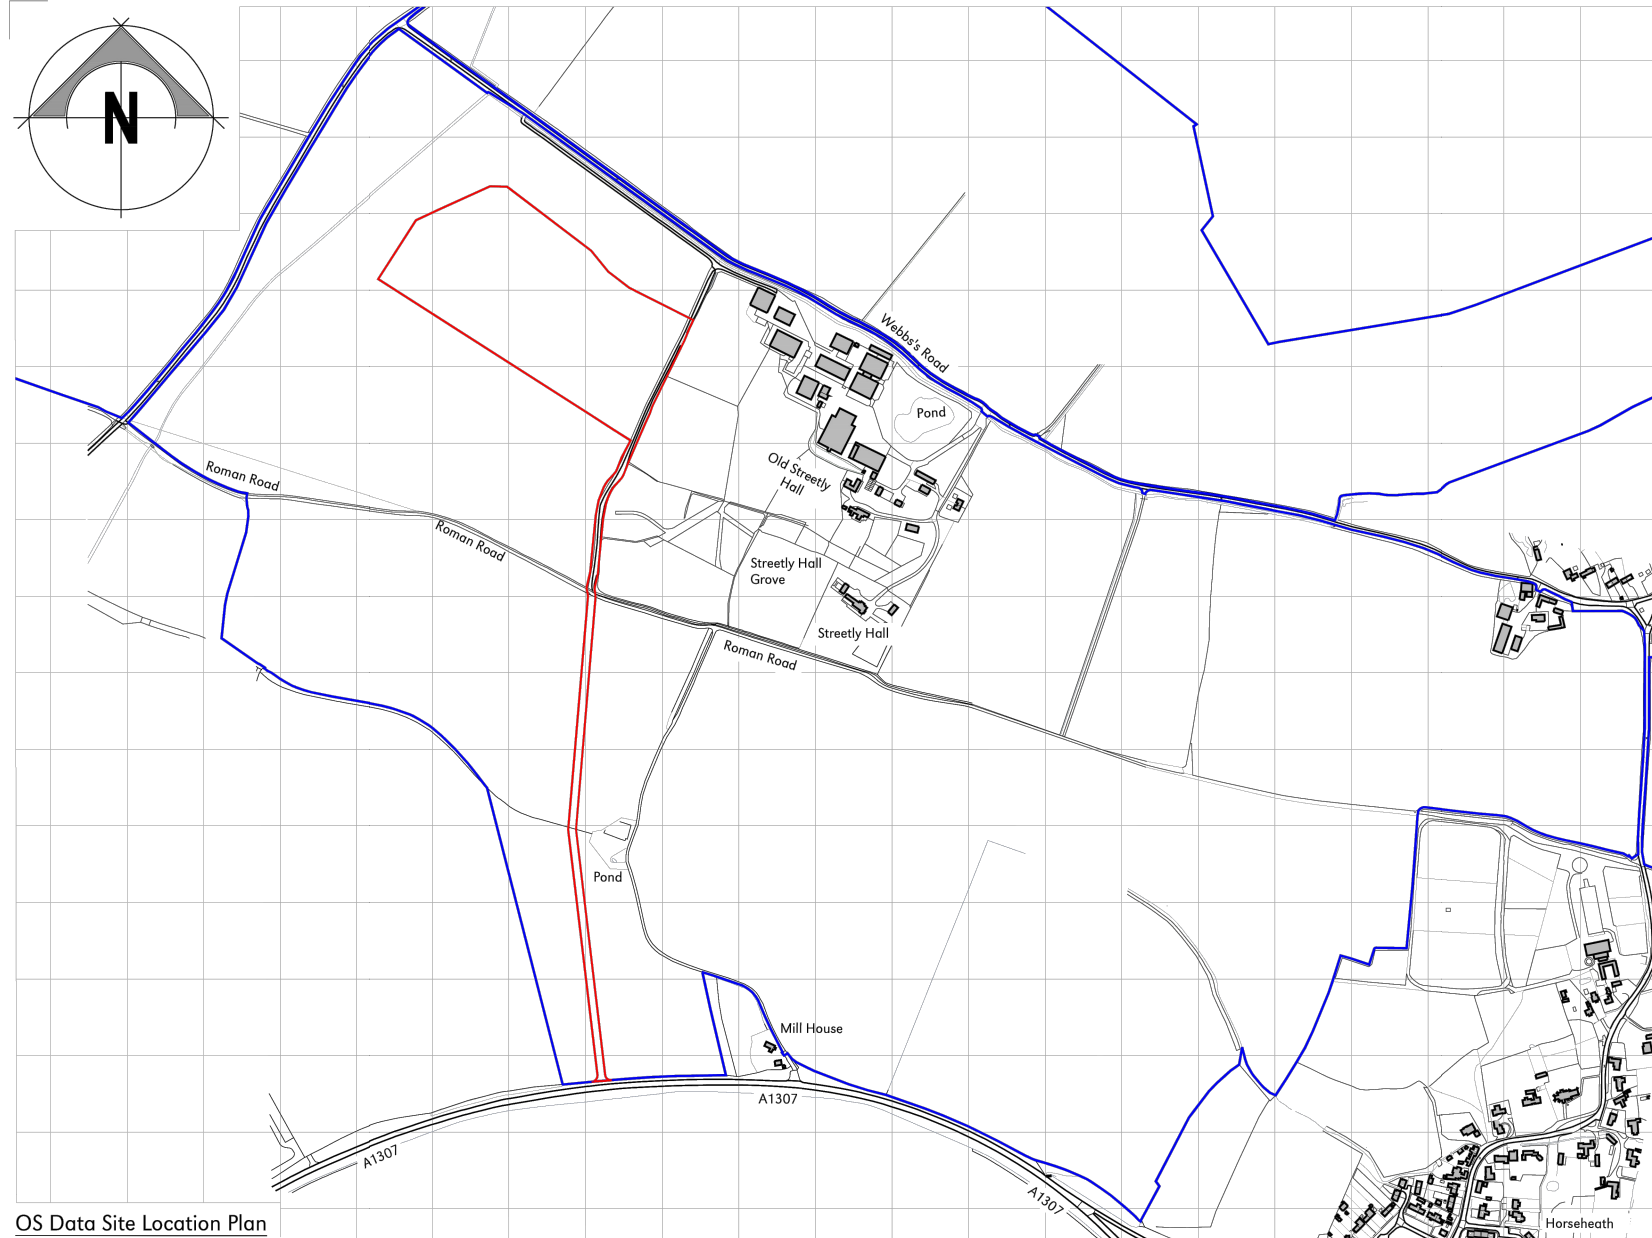 N
Webbs's Road
Pond
Old Streetly
Hall
Roman Road
Roman Road
Streetly Hall
Grove
Streetly Hall
Roman Road
Pond
Mill House
A1307
A1307
A1307
OS Data Site Location Plan
Horseheath